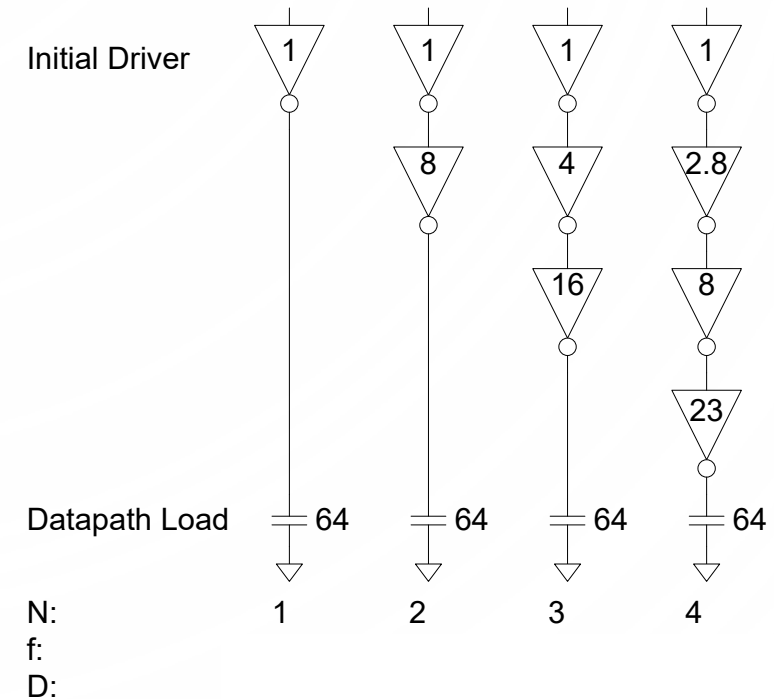 Initial Driver 1 1 1 1
8 4 2.8
16 8
23
Datapath Load 64 64 64 64
N: 1 2 3 4
f:
D: